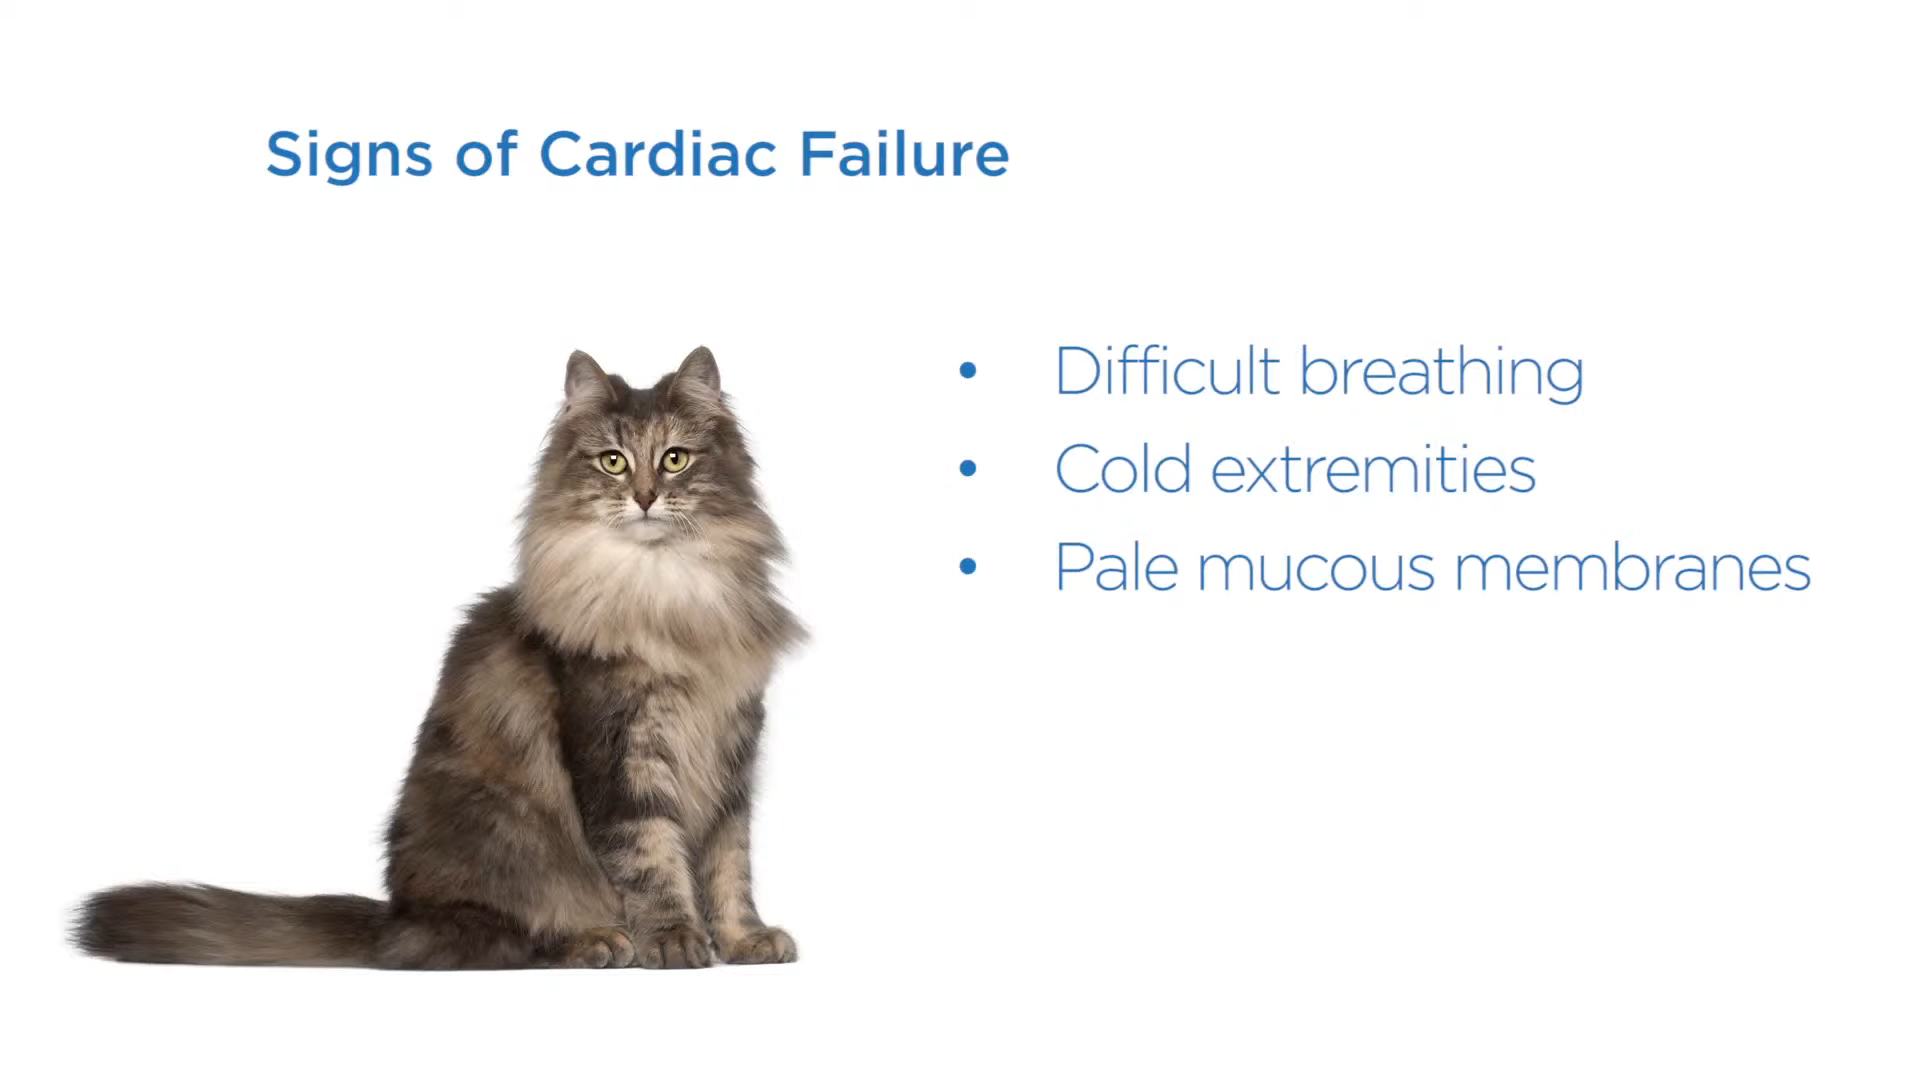 Signs of Cardiac Failure
• Difficult breathing
• Cold extremities
• Pale mucous membranes